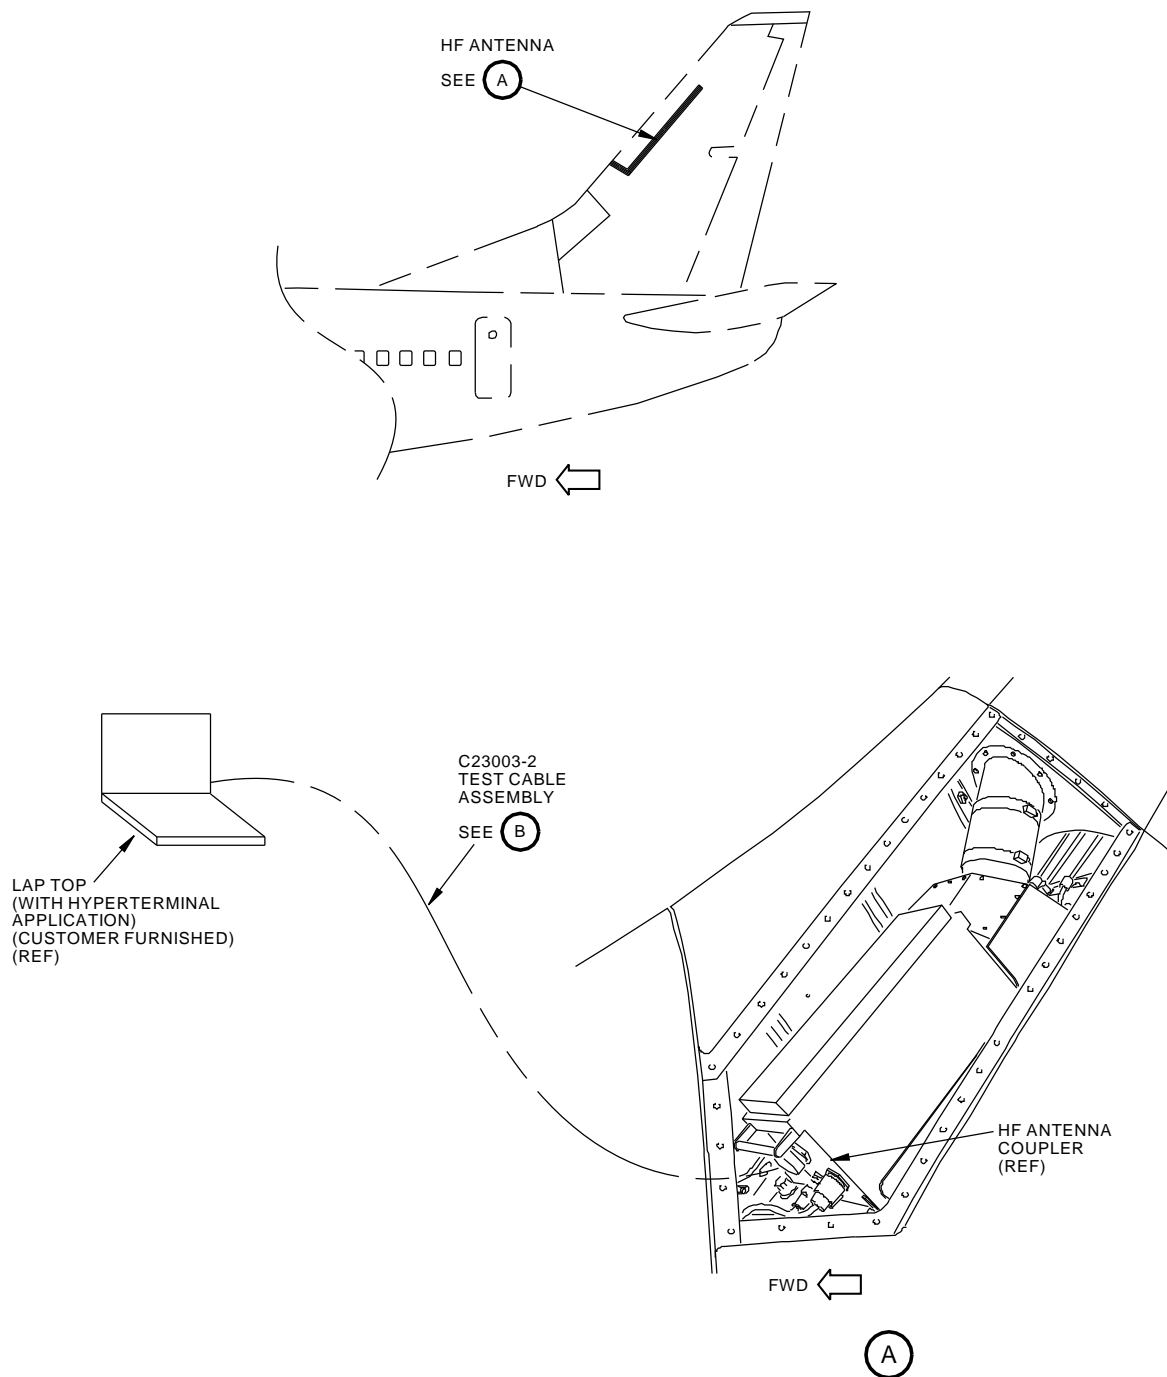 HF ANTENNA
SEE A
FWD
C23003-2
TEST CABLE
ASSEMBLY
SEE B
LAP TOP
(WITH HYPERTERMINAL
APPLICATION)
(CUSTOMER FURNISHED)
(REF)
HF ANTENNA
COUPLER
(REF)
FWD
A